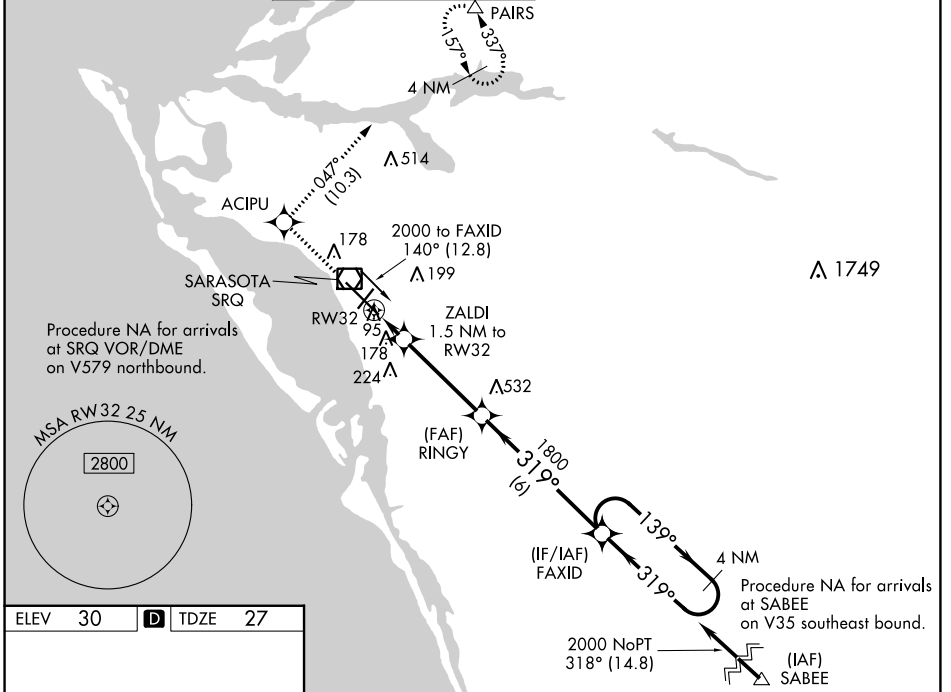 PAIRS
157°
337°
4 NM
047°
(10.3)
514
ACIPU
178
2000 to FAXID
140° (12.8)
199
SARASOTA
SRQ
1749
RW32
95
ZALDI
1.5 NM to
RW32
178
224
Procedure NA for arrivals
at SRQ VOR/DME
on V579 northbound.
532
(FAF)
RINGY
MSA RW32 25 NM
2800
1800
319°
(6)
139°
(IF/IAF)
FAXID
319°
4 NM
Procedure NA for arrivals
at SABEE
on V35 southeast bound.
2000 NoPT
318° (14.8)
(IAF)
SABEE
ELEV 30 D TDZE 27